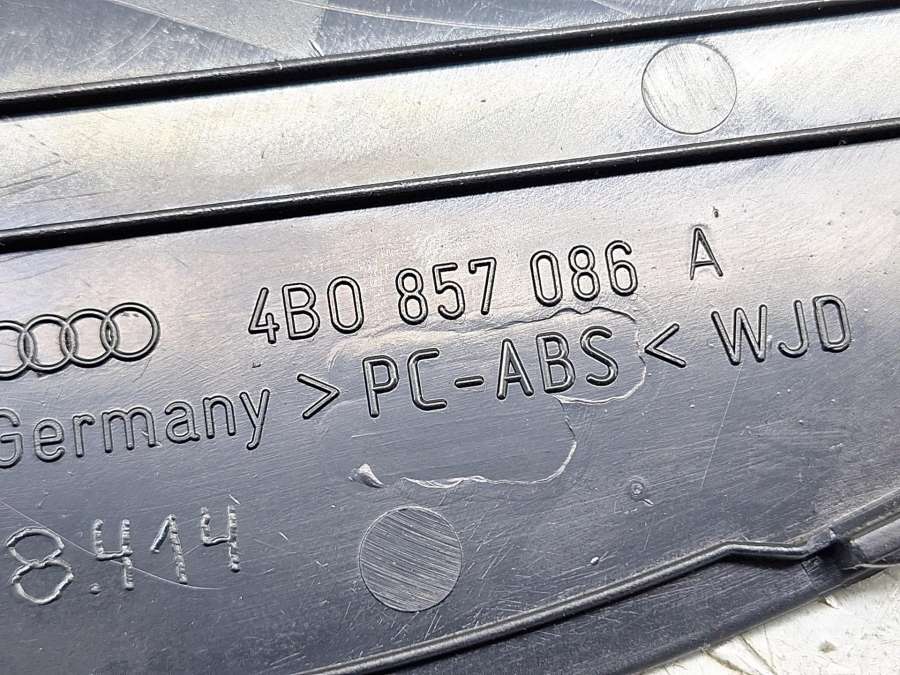 4B0 857 086 A
Germany >PC-ABS< WJD
8.414